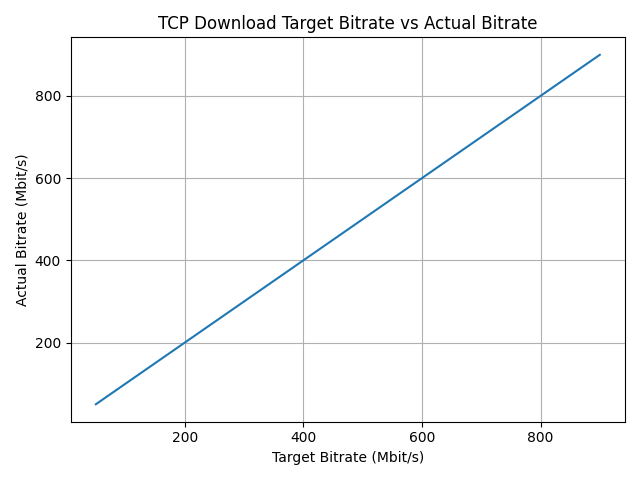 TCP Download Target Bitrate vs Actual Bitrate
Actual Bitrate (Mbit/s)
800
600
400
200
200 400 600 800
Target Bitrate (Mbit/s)